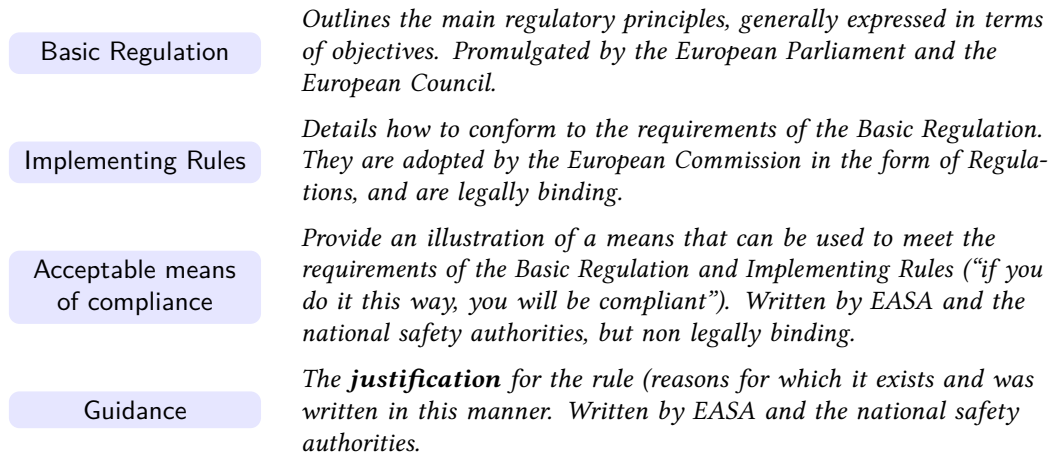 Basic Regulation
Outlines the main regulatory principles, generally expressed in terms
of objectives. Promulgated by the European Parliament and the
European Council.
Implementing Rules
Details how to conform to the requirements of the Basic Regulation.
They are adopted by the European Commission in the form of Regula-
tions, and are legally binding.
Acceptable means
of compliance
Provide an illustration of a means that can be used to meet the
requirements of the Basic Regulation and Implementing Rules (“if you
do it this way, you will be compliant”). Written by EASA and the
national safety authorities, but non legally binding.
Guidance
The justification for the rule (reasons for which it exists and was
written in this manner. Written by EASA and the national safety
authorities.